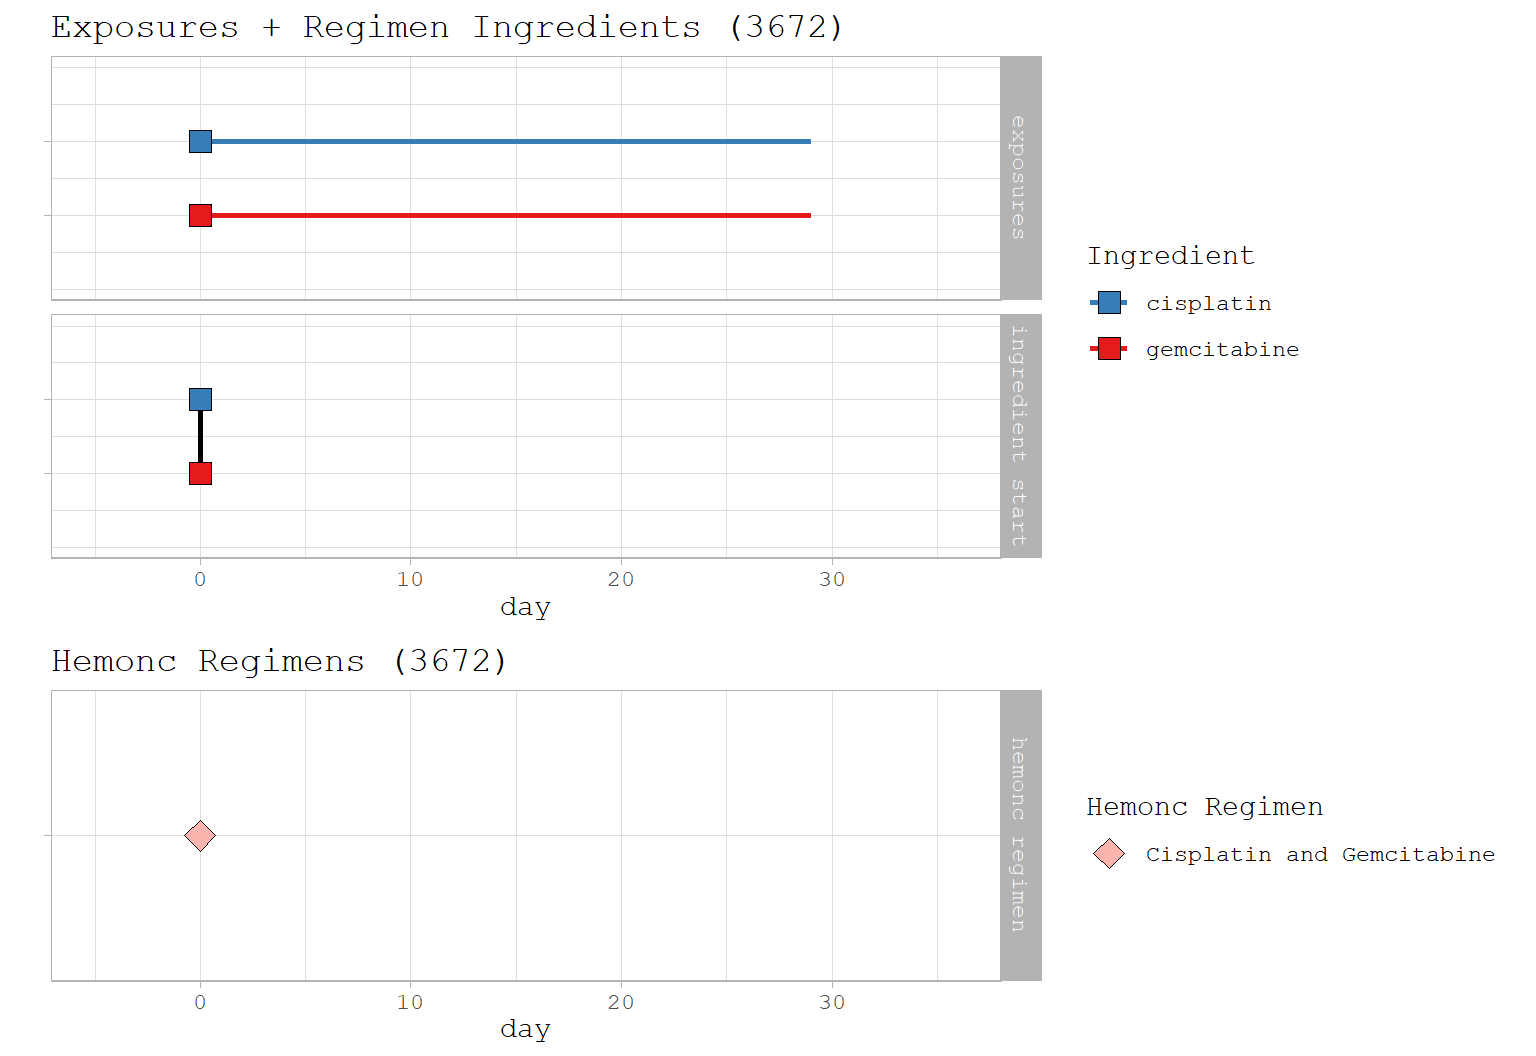 Exposures + Regimen Ingredients (3672)
exposures
ingredient start
0 10 20 30
day
Ingredient
cisplatin
gemcitabine
Hemonc Regimens (3672)
hemonc regimen
0 10 20 30
day
Hemonc Regimen
Cisplatin and Gemcitabine